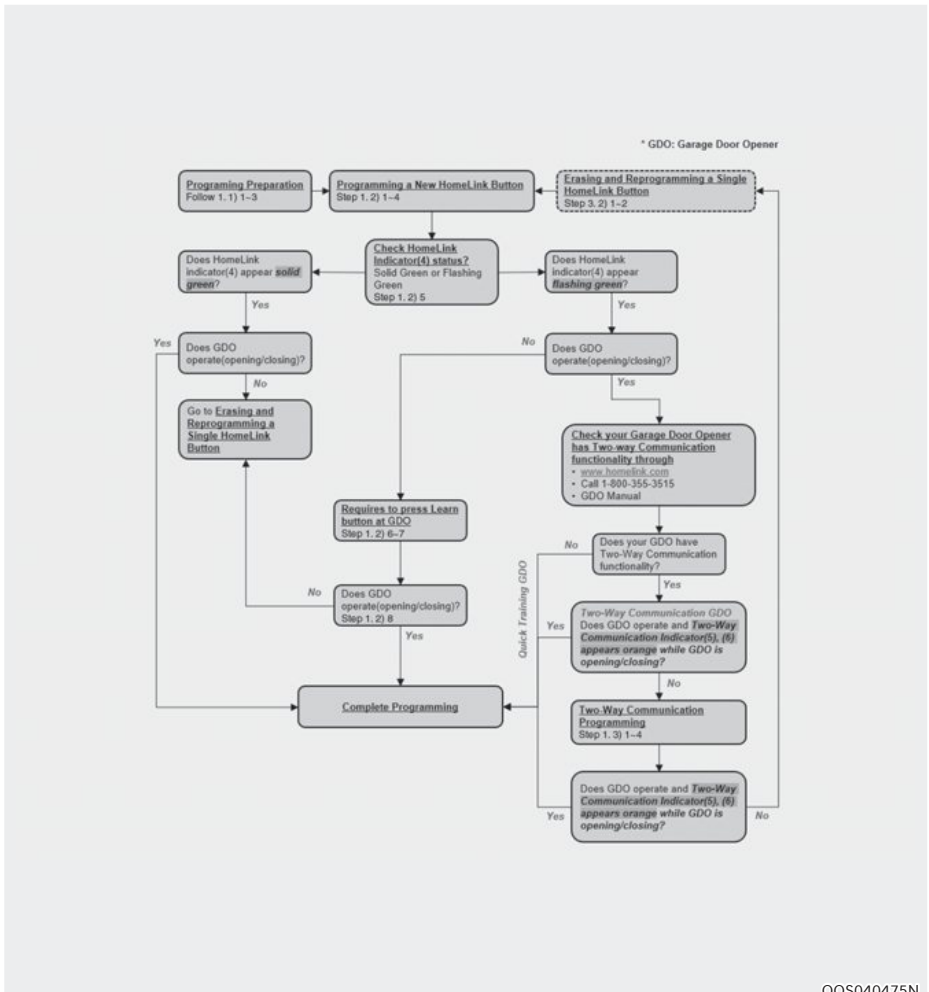 * GDO: Garage Door Opener
Programing Preparation
Follow 1. 1) 1~3
Programming a New HomeLink Button
Step 1. 2) 1~4
Erasing and Reprogramming a Single
HomeLink Button
Step 3. 2) 1~2
Does HomeLink
indicator(4) appear solid
green?
Check HomeLink
Indicator(4) status?
Solid Green or Flashing
Green
Step 1. 2) 5
Does HomeLink
indicator(4) appear
flashing green?
Yes
Yes
Yes
Does GDO
operate(opening/closing)?
No
Does GDO
operate(opening/closing)?
No
Yes
Go to Erasing and
Reprogramming a
Single HomeLink
Button
Check your Garage Door Opener
has Two-way Communication
functionality through
• www.homelink.com
• Call 1-800-355-3515
• GDO Manual
Requires to press Learn
button at GDO
Step 1. 2) 6~7
No
Does your GDO have
Two-Way Communication
functionality?
Yes
Quick Training GDO
No
Does GDO
operate(opening/closing)?
Step 1. 2) 8
Yes
Yes
Two-Way Communication GDO
Does GDO operate and Two-Way
Communication Indicator(5), (6)
appears orange while GDO is
opening/closing?
No
Complete Programming
Two-Way Communication
Programming
Step 1. 3) 1~4
Does GDO operate and Two-Way
Communication Indicator(5), (6)
appears orange while GDO is
opening/closing?
Yes
No
OOS040475N